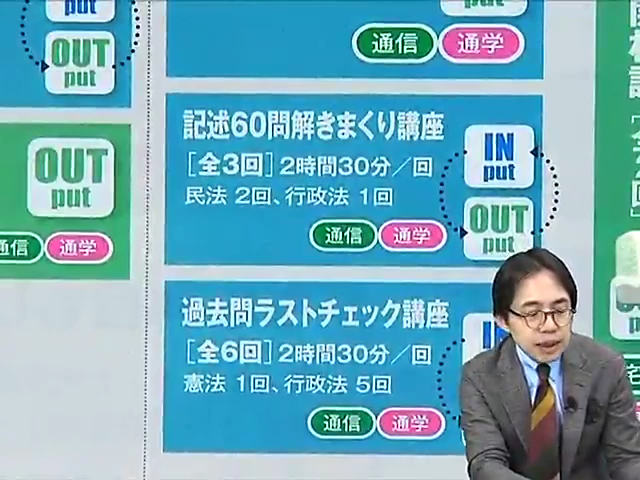 put
OUT
put
通信
通学
put
OUT
put
通信
通学
記述60問解きまくり講座
[全3回]2時間30分／回
民法 2回、行政法 1回
通信
通学
IN
put
OUT
put
過去問ラストチェック講座
[全6回]2時間30分／回
憲法 1回、行政法 5回
通信
通学